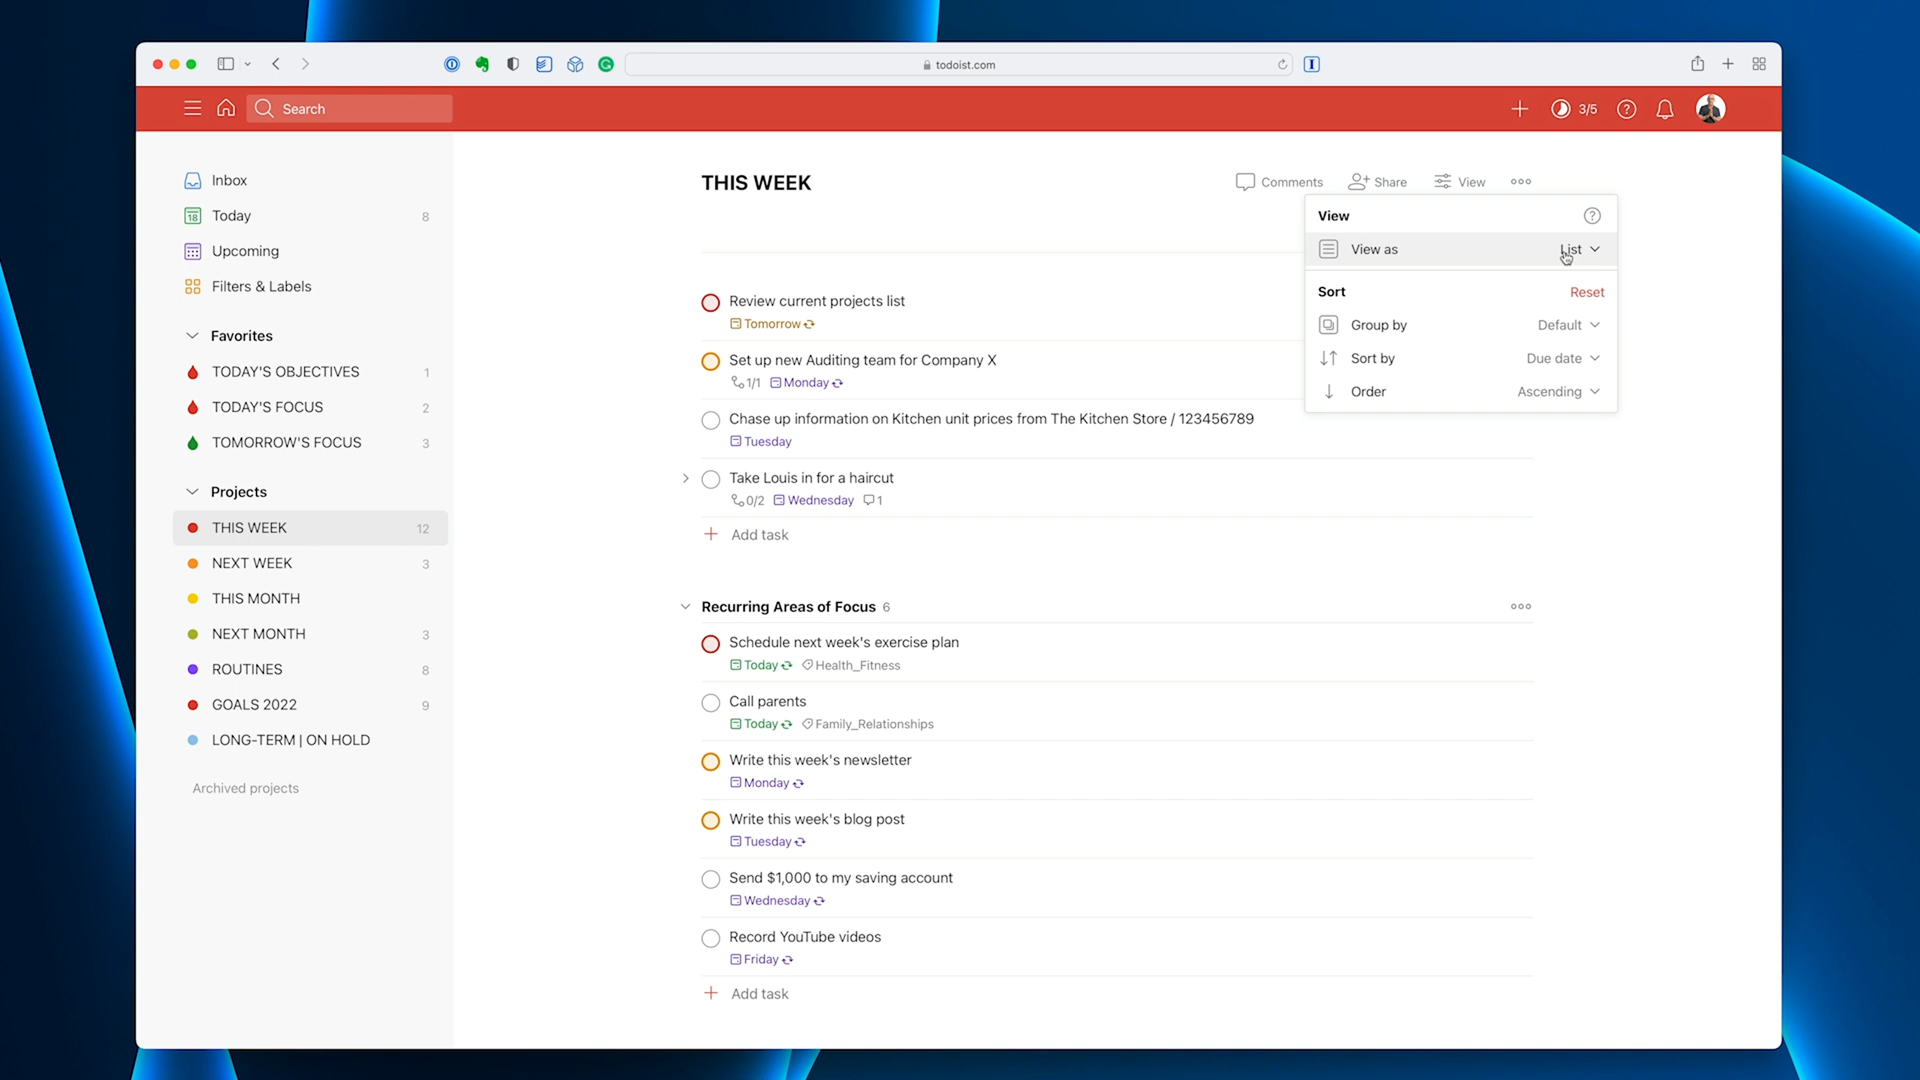 todoist.com
Search
3/5
Inbox
18
Today 8
Upcoming
Filters & Labels
Favorites
TODAY'S OBJECTIVES 1
TODAY'S FOCUS 2
TOMORROW'S FOCUS 3
Projects
THIS WEEK 12
NEXT WEEK 3
THIS MONTH
NEXT MONTH 3
ROUTINES 8
GOALS 2022 9
LONG-TERM | ON HOLD
Archived projects
THIS WEEK
Comments Share View
Review current projects list
Tomorrow
Set up new Auditing team for Company X
1/1 Monday
Chase up information on Kitchen unit prices from The Kitchen Store / 123456789
Tuesday
Take Louis in for a haircut
0/2 Wednesday 1
+ Add task
Recurring Areas of Focus 6
Schedule next week's exercise plan
Today Health_Fitness
Call parents
Today Family_Relationships
Write this week's newsletter
Monday
Write this week's blog post
Tuesday
Send $1,000 to my saving account
Wednesday
Record YouTube videos
Friday
+ Add task
View ?
View as List
Sort Reset
Group by Default
Sort by Due date
Order Ascending